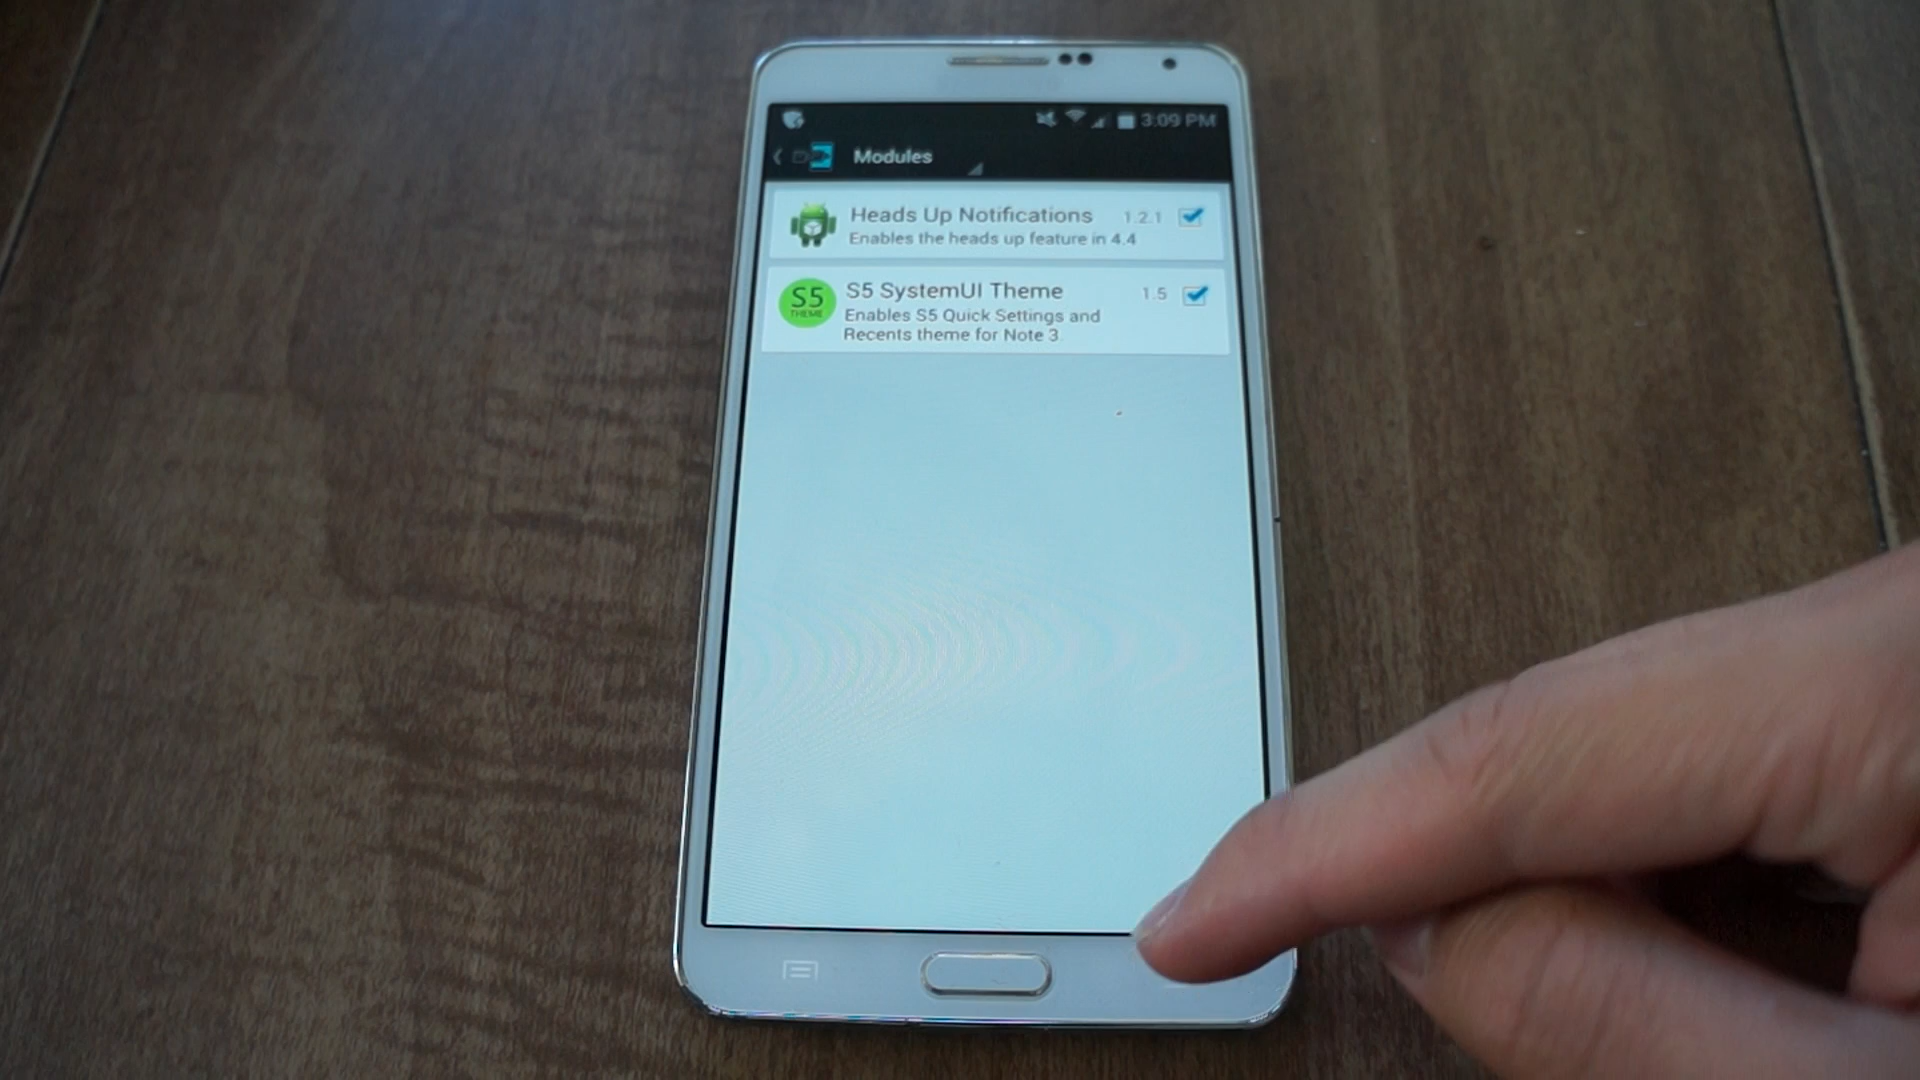 3:09 PM
Modules
Heads Up Notifications 1.2.1
Enables the heads up feature in 4.4
S5
THEME
S5 SystemUI Theme 1.5
Enables S5 Quick Settings and
Recents theme for Note 3.